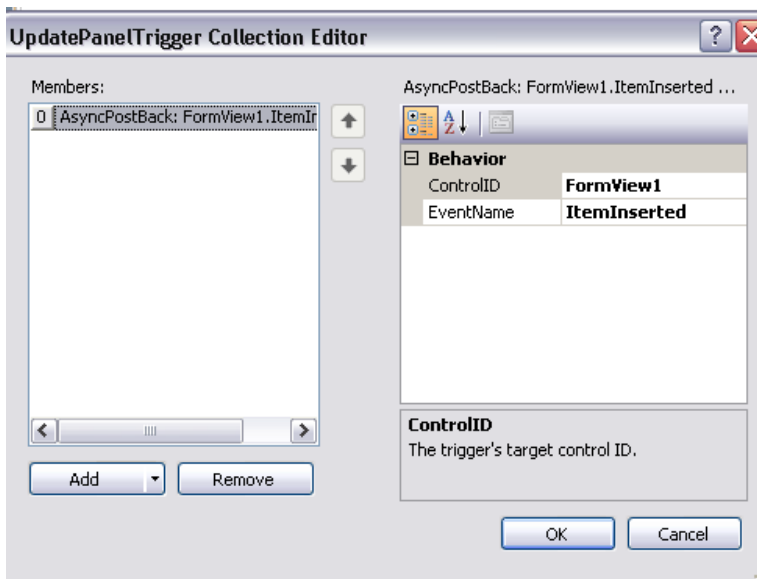 UpdatePanelTrigger Collection Editor
Members:
0 AsyncPostBack: FormView1.ItemIr
Add
Remove
AsyncPostBack: FormView1.ItemInserted ...
Behavior
ControlID FormView1
EventName ItemInserted
ControlID
The trigger's target control ID.
OK Cancel